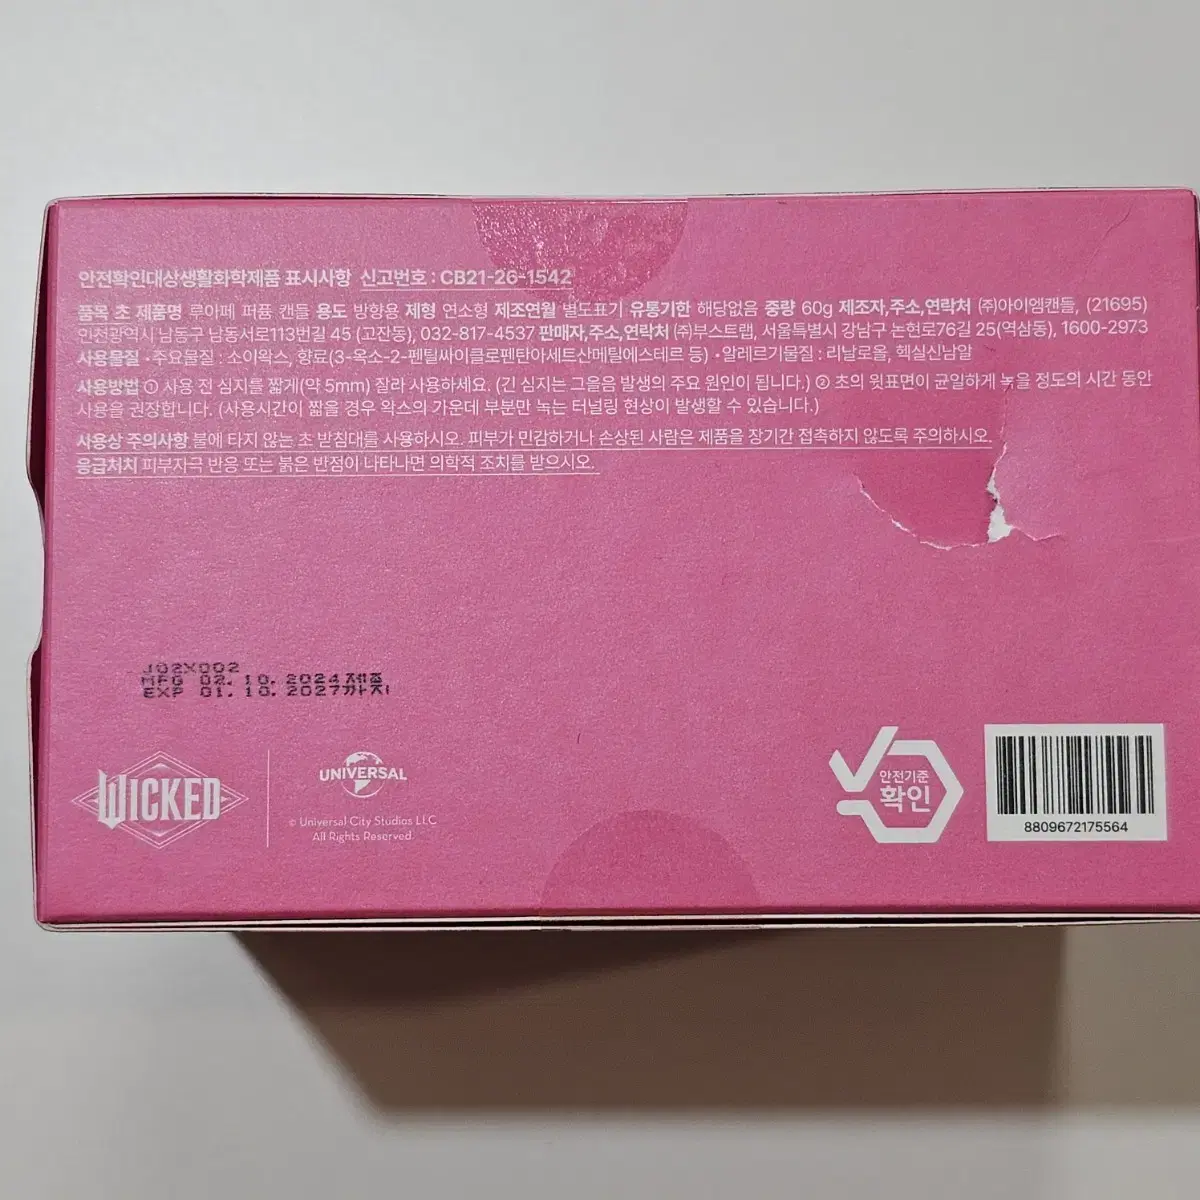 안전확인대상생활화학제품 표시사항 신고번호 : CB21-26-1542
품목 초 제품명 루아페 퍼퓸 캔들 용도 방향용 제형 연소형 제조연월 별도표기 유통기한 해당없음 중량 60g 제조자,주소,연락처 ㈜아이엠캔들, (21695)
인천광역시 남동구 남동서로113번길 45 (고잔동), 032-817-4537 판매자,주소,연락처 ㈜부스트랩, 서울특별시 강남구 논현로76길 25(역삼동), 1600-2973
사용물질 •주요물질 : 소이왁스, 향료(3-옥소-2-펜틸싸이클로펜탄아세트산메틸에스테르 등) •알레르기물질 : 리날로올, 헥실신남알
사용방법 ① 사용 전 심지를 짧게(약 5mm) 잘라 사용하세요. (긴 심지는 그을음 발생의 주요 원인이 됩니다.) ② 초의 윗표면이 균일하게 녹을 정도의 시간 동안
사용을 권장합니다. (사용시간이 짧을 경우 왁스의 가운데 부분만 녹는 터널링 현상이 발생할 수 있습니다.)
사용상 주의사항 불에 타지 않는 초 받침대를 사용하시오. 피부가 민감하거나 손상된 사람은 제품을 장기간 접촉하지 않도록 주의하시오.
응급처치 피부자극 반응 또는 붉은 반점이 나타나면 의학적 조치를 받으시오.
J02X002
MFG 02. 10. 2024제조
EXP 01. 10. 2027까지
WICKED
UNIVERSAL
© Universal City Studios LLC
All Rights Reserved.
안전기준
확인
8809672175564